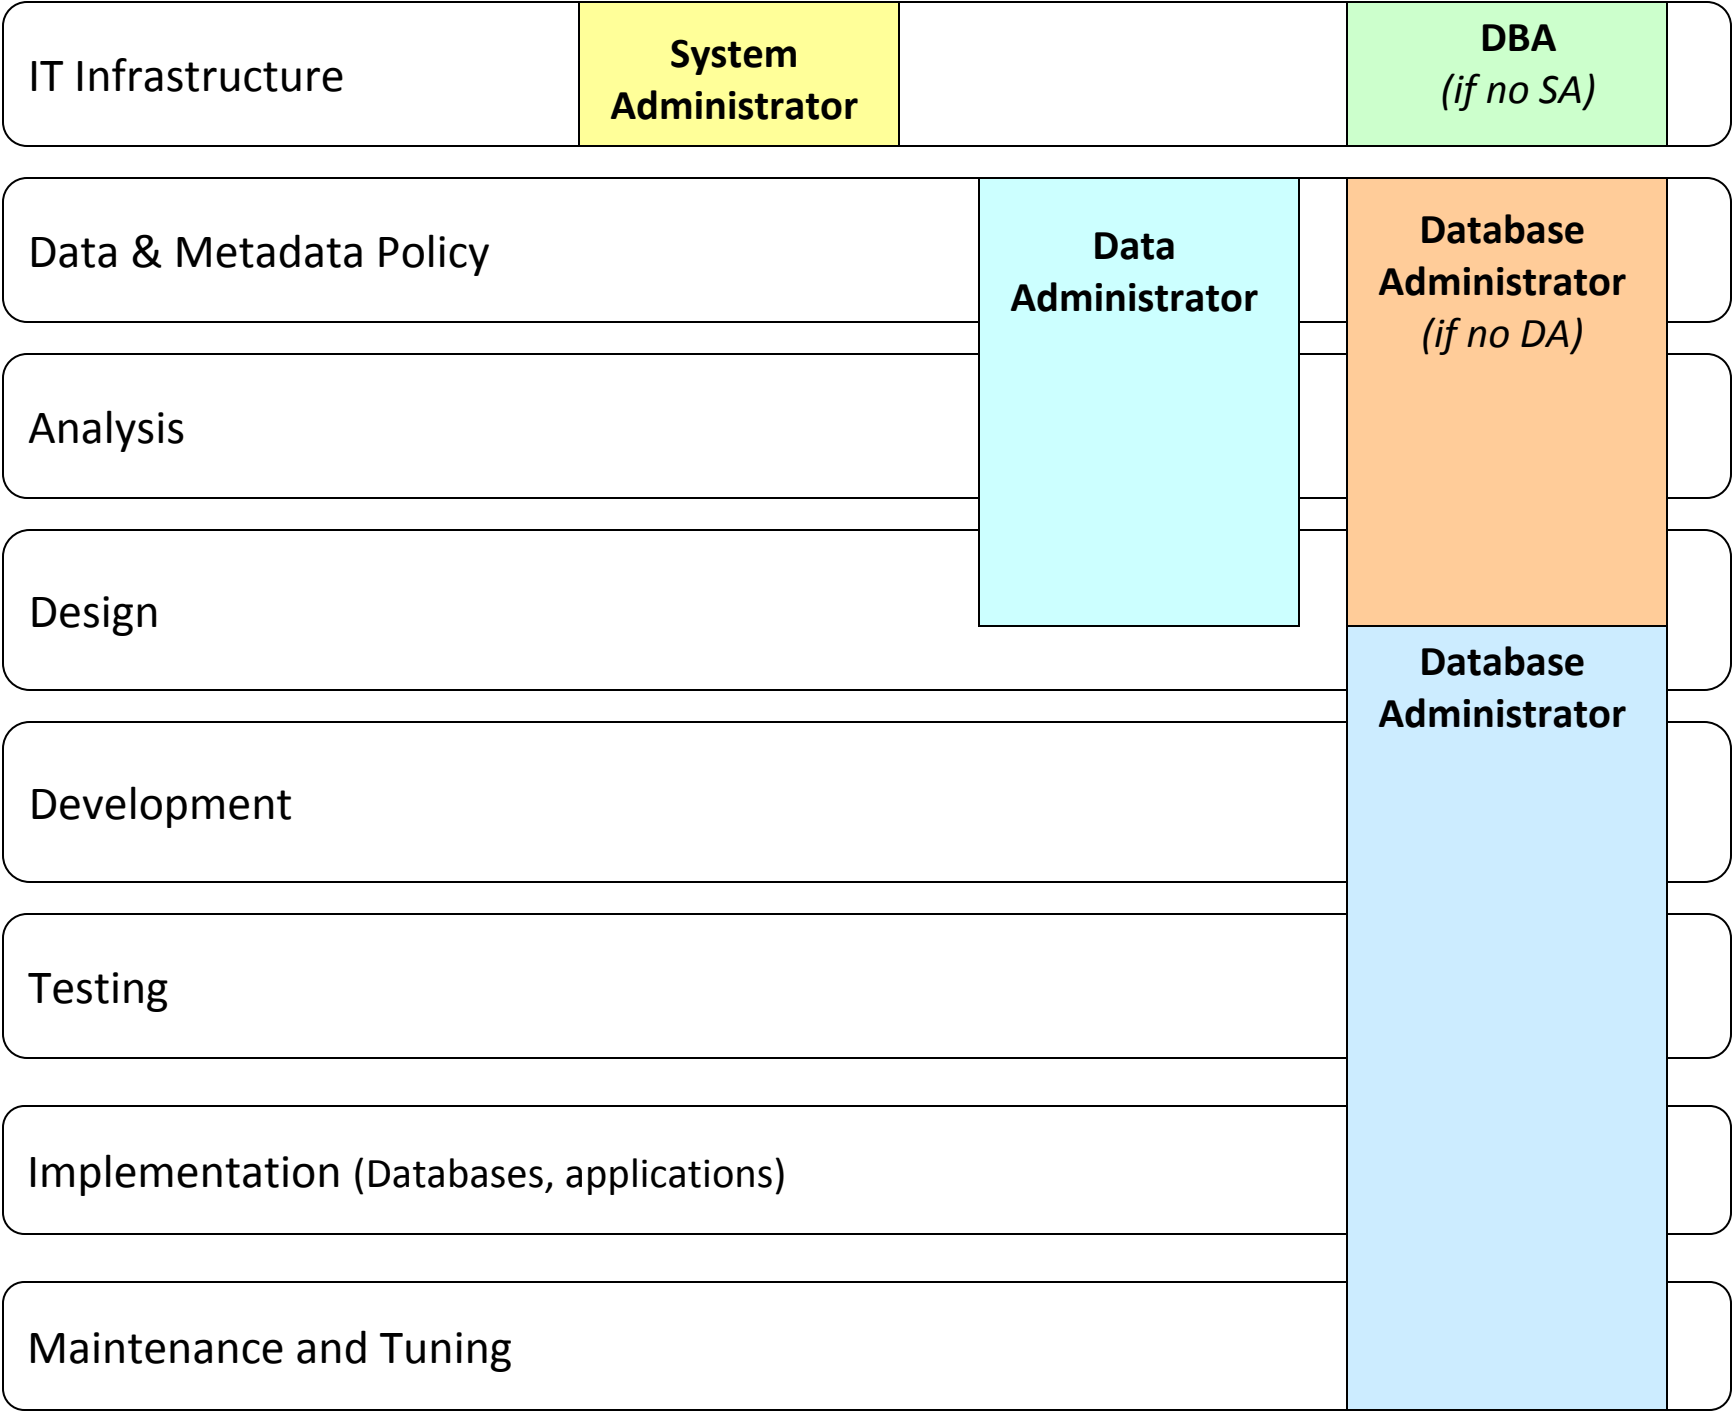 IT Infrastructure
System
Administrator
DBA
(if no SA)
Data & Metadata Policy
Data
Administrator
Database
Administrator
(if no DA)
Analysis
Design
Database
Administrator
Development
Testing
Implementation (Databases, applications)
Maintenance and Tuning